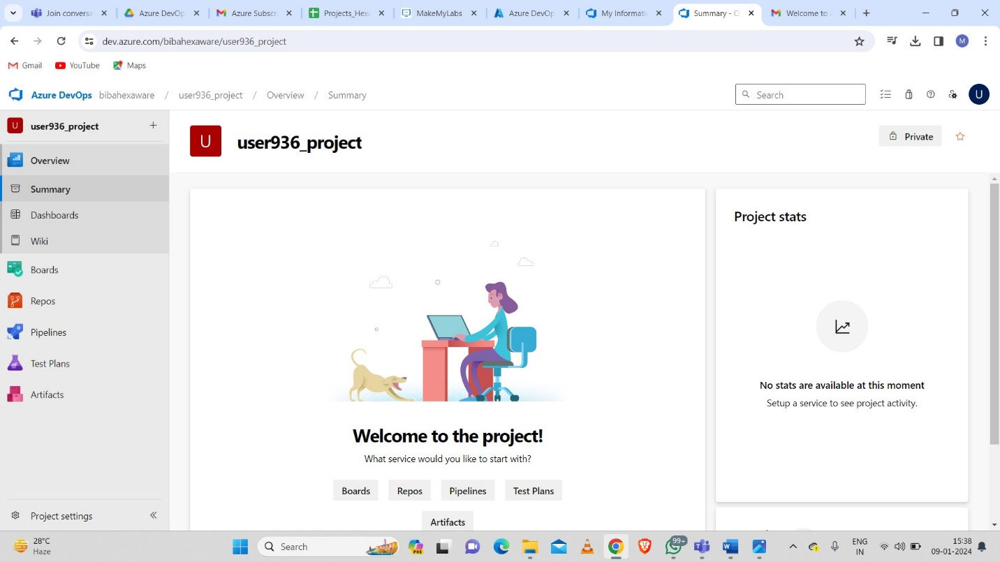 Join conversa
Azure DevOp
Azure Subscr
Projects_Hexa
MakeMyLabs
Azure DevOp
My Informati
Summary - O
Welcome to A
dev.azure.com/bibahexaware/user936_project
M
Gmail
YouTube
Maps
Azure DevOps bibahexaware / user936_project / Overview / Summary
Search
U
U user936_project
Overview
Summary
Dashboards
Wiki
Boards
Repos
Pipelines
Test Plans
Artifacts
Project settings
U user936_project
Private
Welcome to the project!
What service would you like to start with?
Boards Repos Pipelines Test Plans
Artifacts
Project stats
No stats are available at this moment
Setup a service to see project activity.
28°C
Haze
Search
PRE
99+
ENG
IN
15:38
09-01-2024